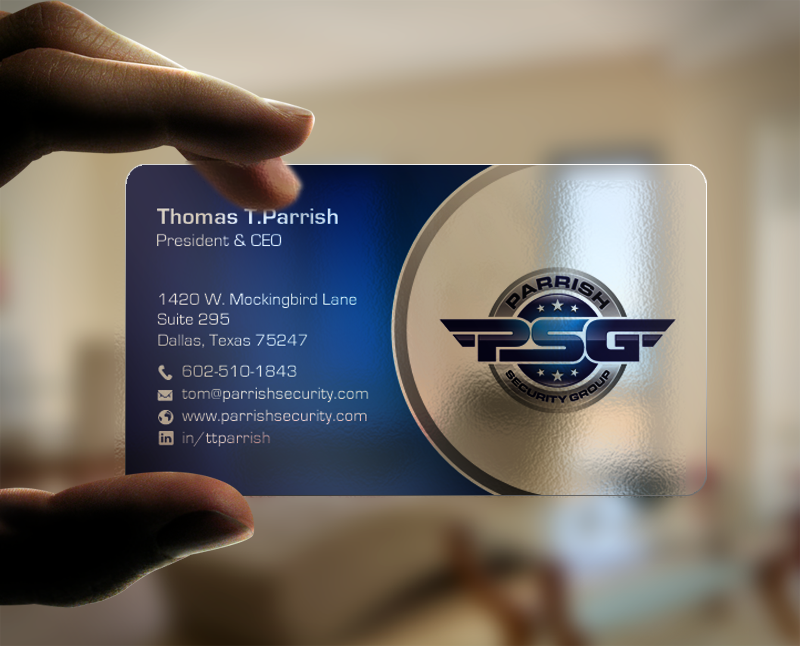 Thomas T.Parrish
President & CEO
1420 W. Mockingbird Lane
Suite 295
Dallas, Texas 75247
602-510-1843
tom@parrishsecurity.com
www.parrishsecurity.com
in/ttparrish
PARRISH
PSG
SECURITY GROUP